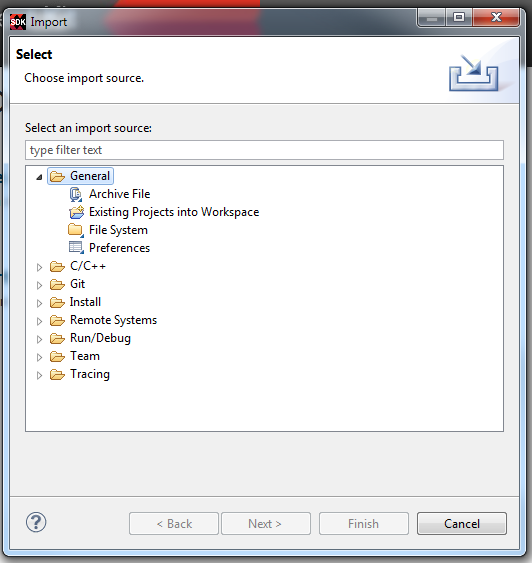 SDK Import
Select
Choose import source.
Select an import source:
type filter text
General
Archive File
Existing Projects into Workspace
File System
Preferences
C/C++
Git
Install
Remote Systems
Run/Debug
Team
Tracing
?
< Back
Next >
Finish
Cancel